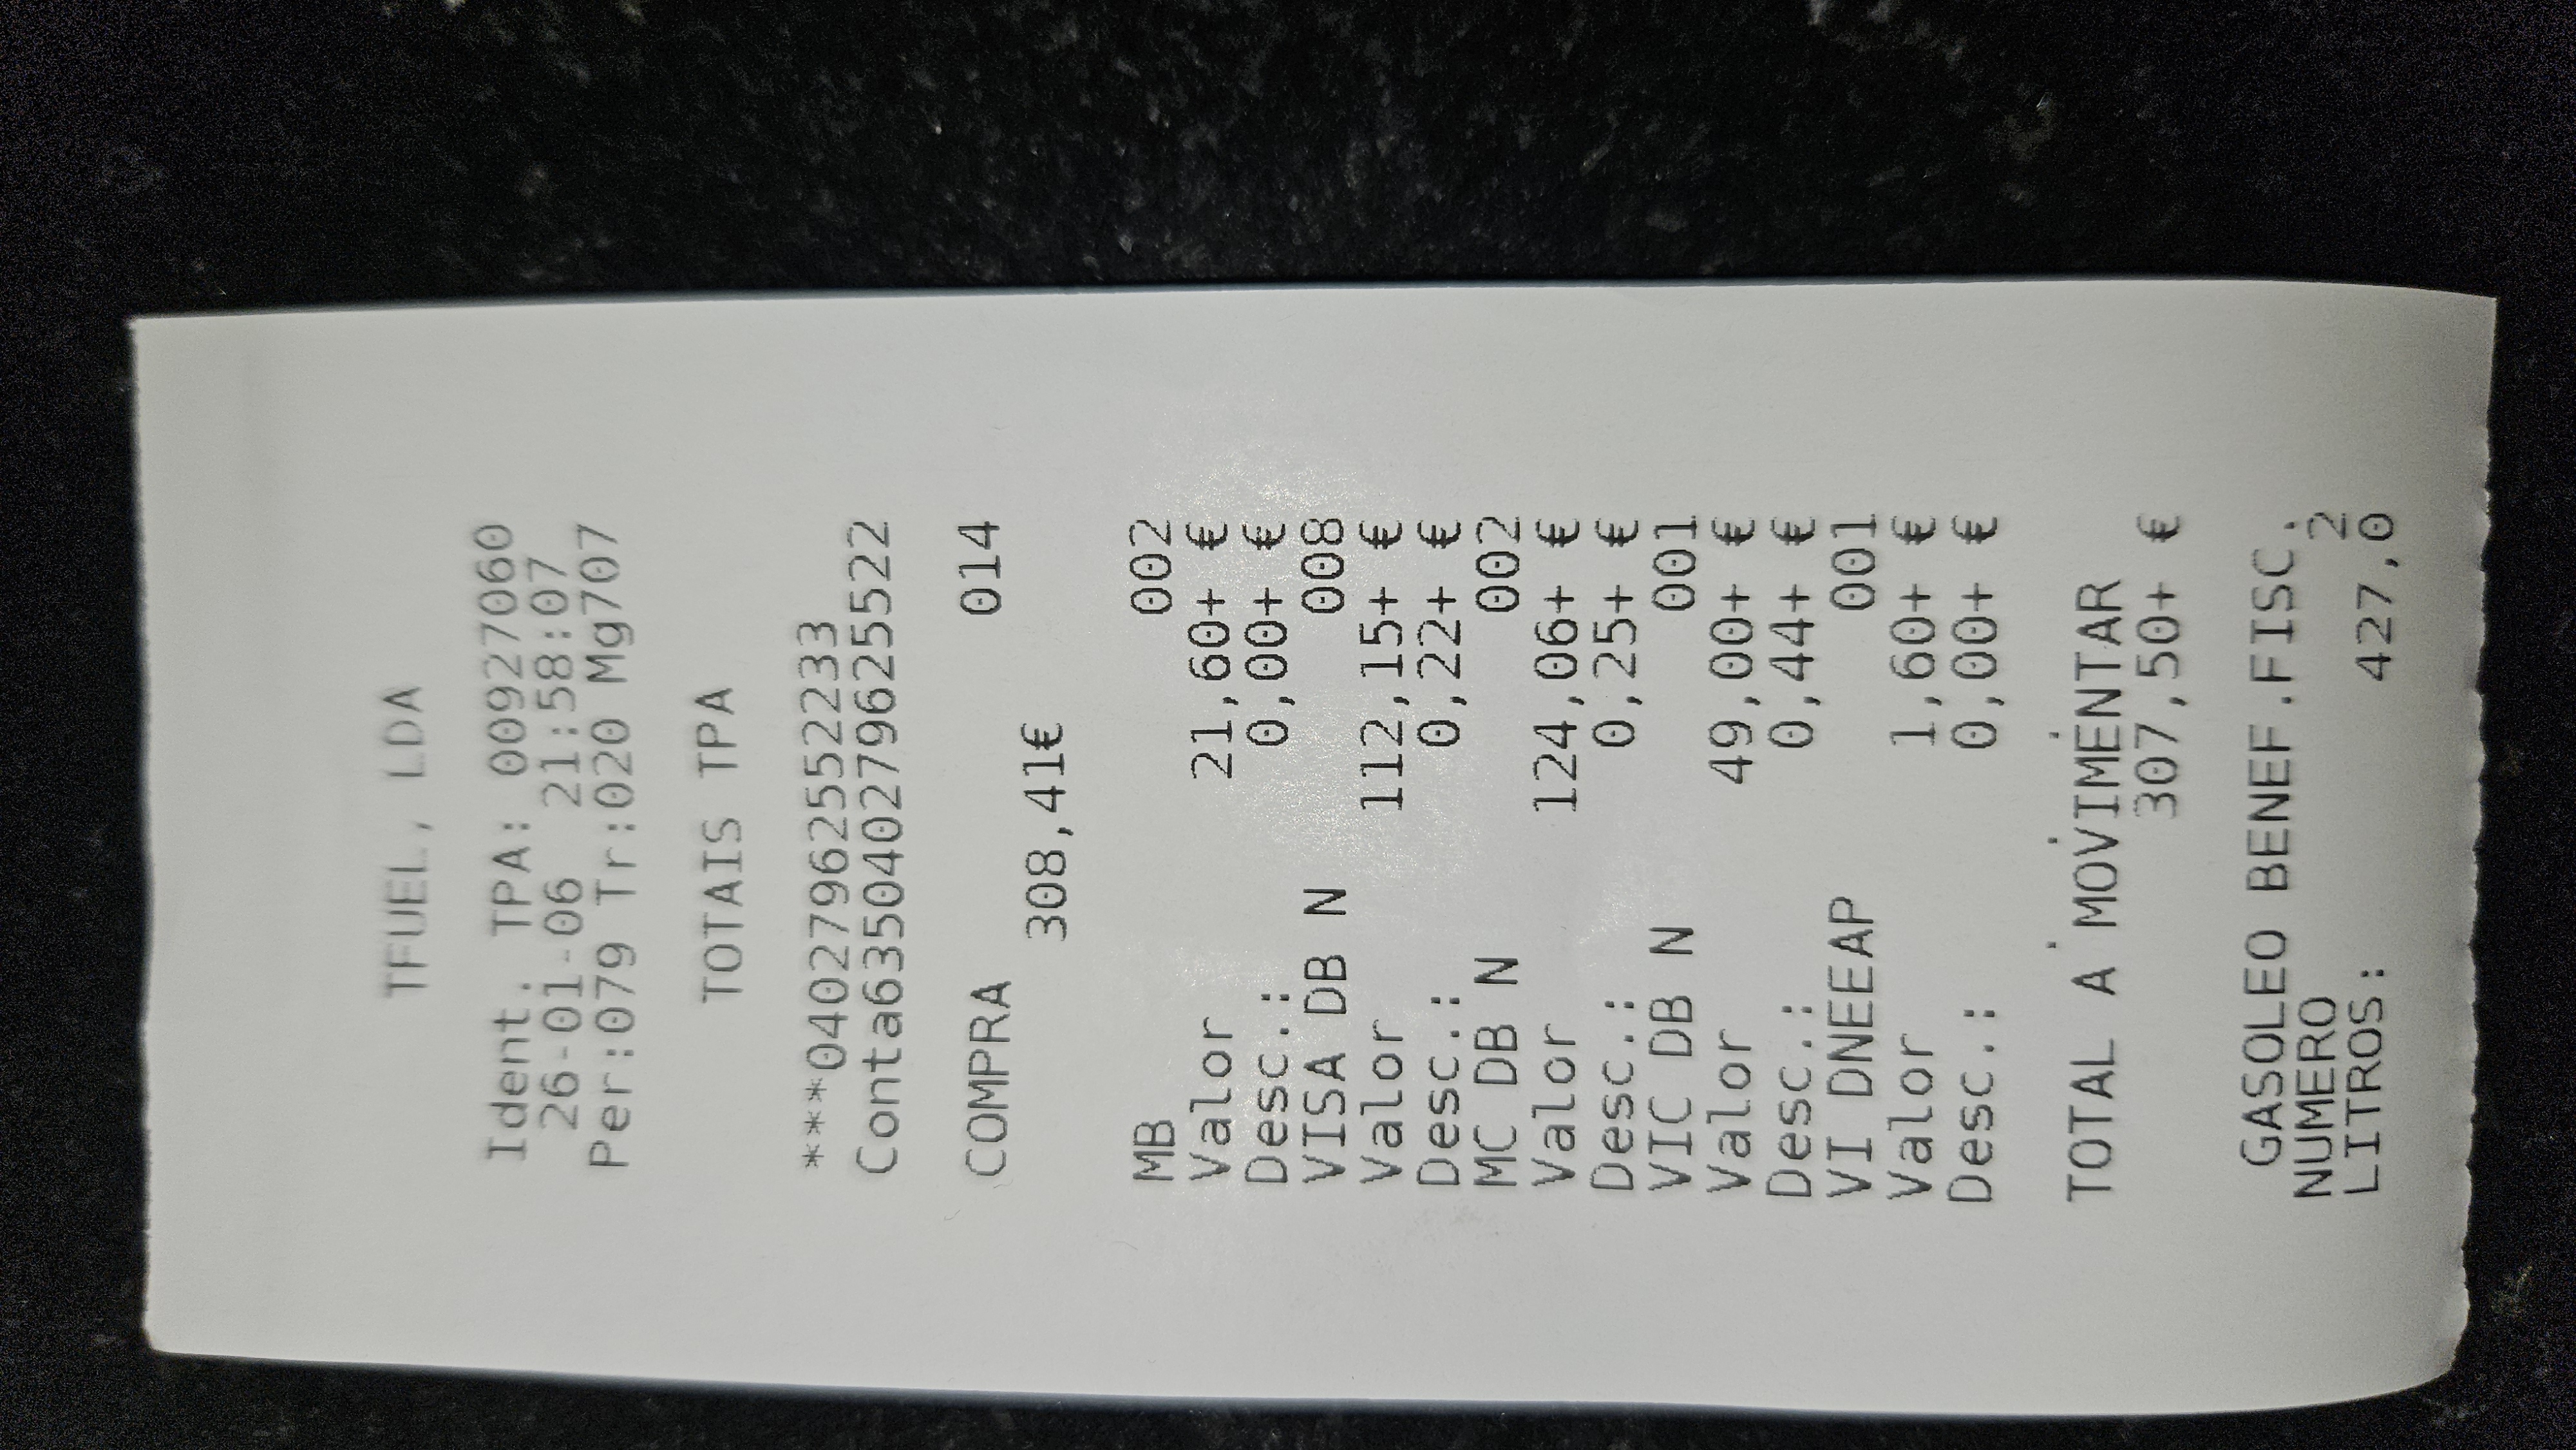 TFUEL, LDA
Ident. TPA: 00927060
26-01-06 21:58:07
Per:079 Tr:020 Mg707
TOTAIS TPA
****040279625522​33
Conta635040279625522
COMPRA 014
308,41€
MB 002
Valor 21,60+ €
Desc.: 0,00+ €
VISA DB N 008
Valor 112,15+ €
Desc.: 0,22+ €
MC DB N 002
Valor 124,06+ €
Desc.: 0,25+ €
VIC DB N 001
Valor 49,00+ €
Desc.: 0,44+ €
VI DNEEAP 001
Valor 1,60+ €
Desc.: 0,00+ €
TOTAL A MOVIMENTAR
307,50+ €
GASOLEO BENEF.FISC.
NUMERO 2
LITROS: 427,0